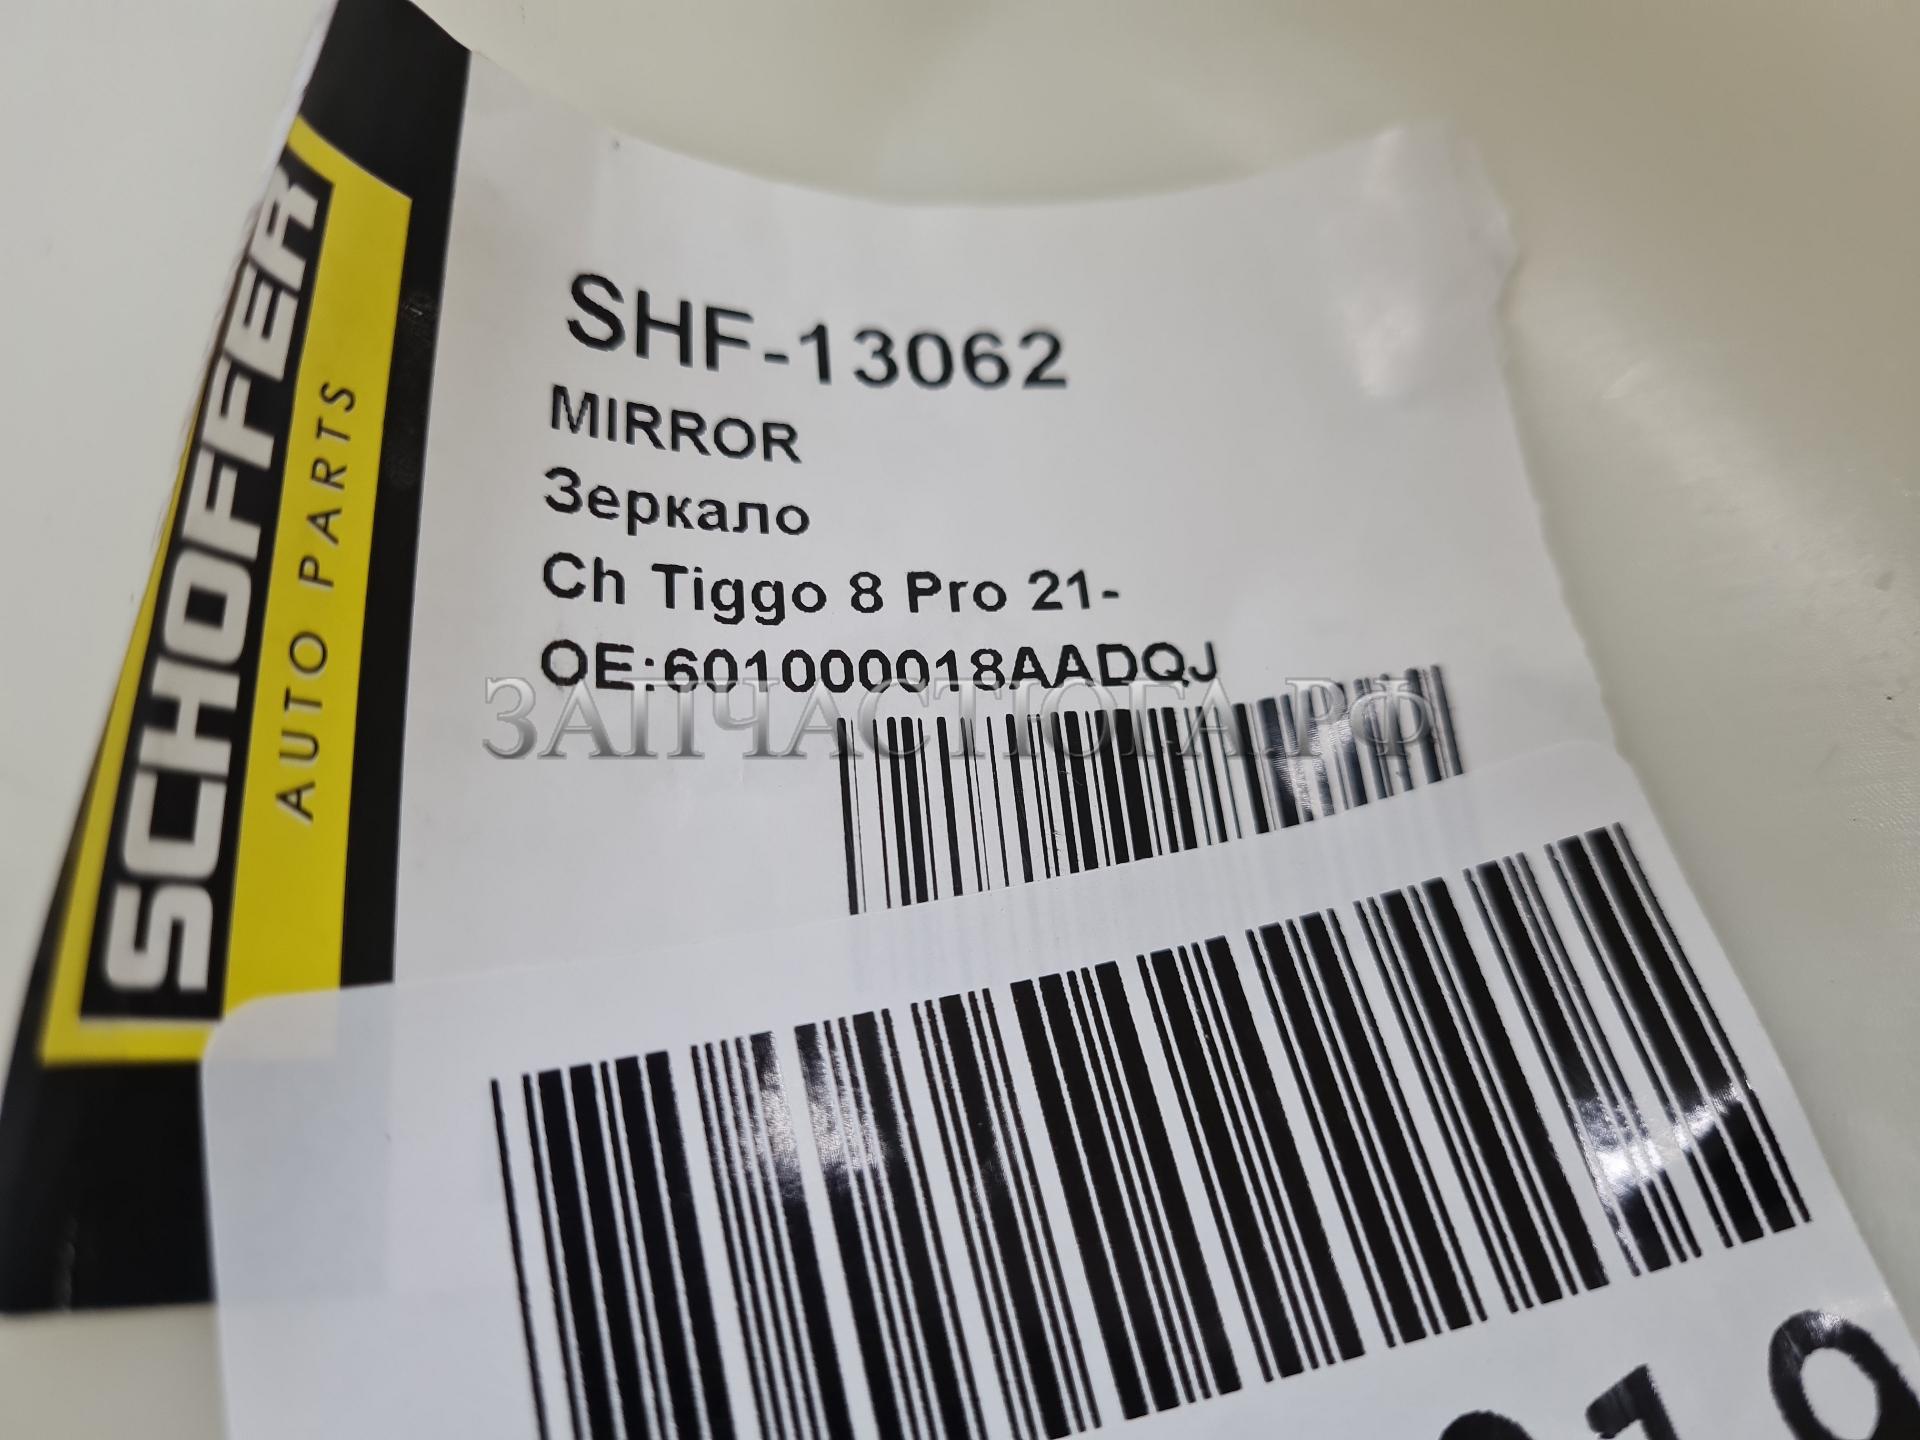 SCHOFFER
AUTO PARTS
SHF-13062
MIRROR
Зеркало
Ch Tiggo 8 Pro 21-
OE:601000018AADQJ
ЗАПЧАСТЮГА.РФ